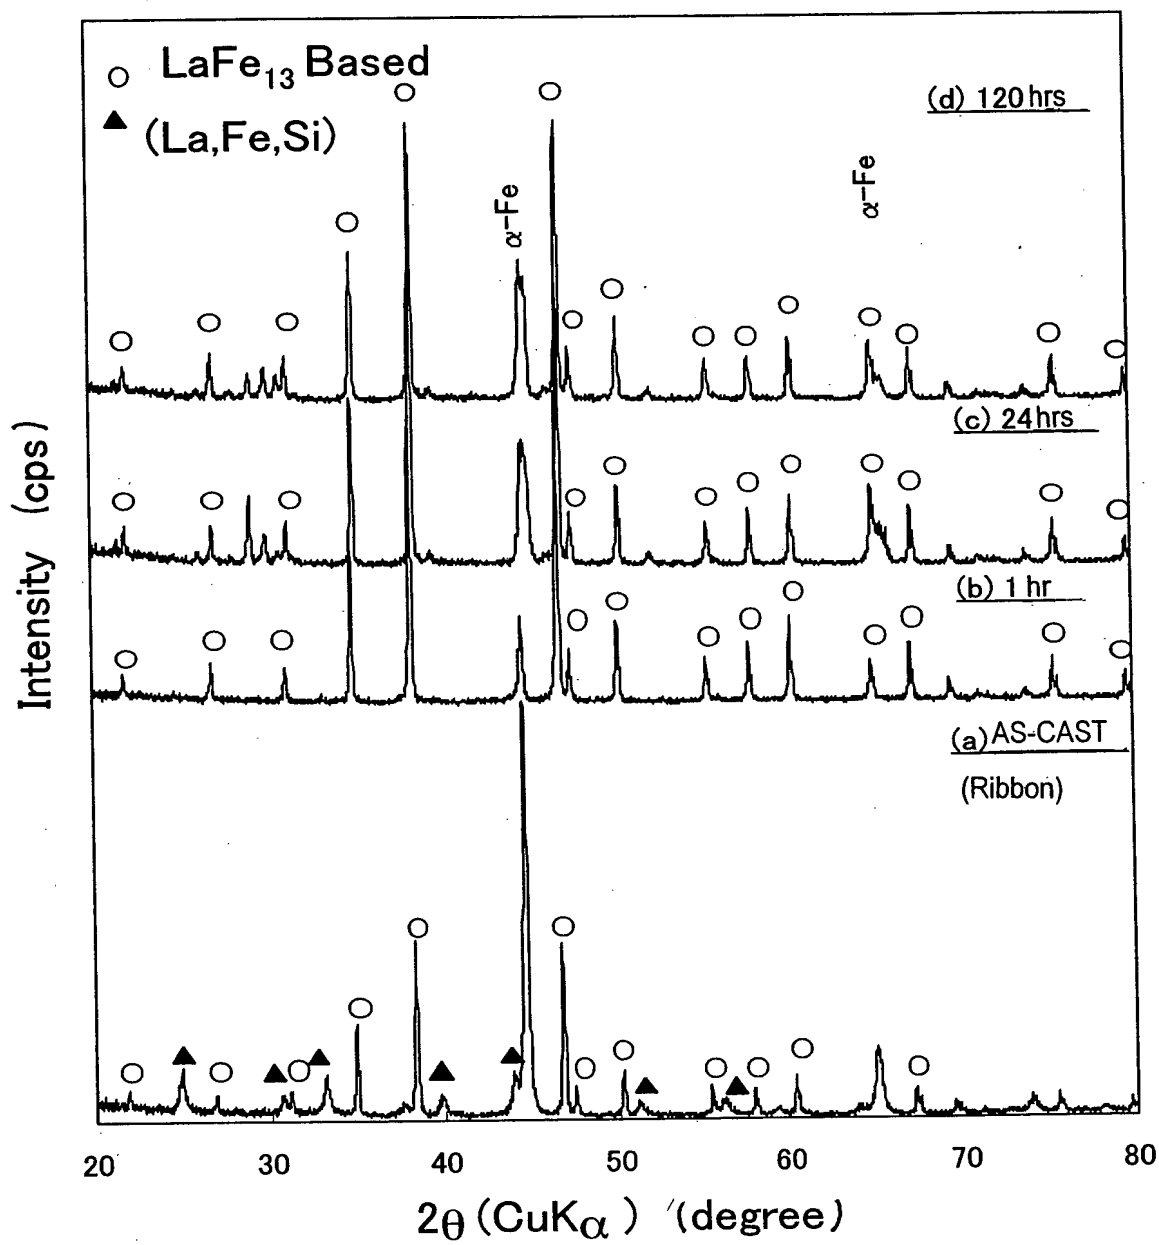 ○ LaFe₁₃ Based
▲ (La,Fe,Si)
(d) 120 hrs
α-Fe
α-Fe
(c) 24 hrs
(b) 1 hr
(a) AS-CAST
(Ribbon)
Intensity (cps)
20 30 40 50 60 70 80
2θ (CuKα) (degree)